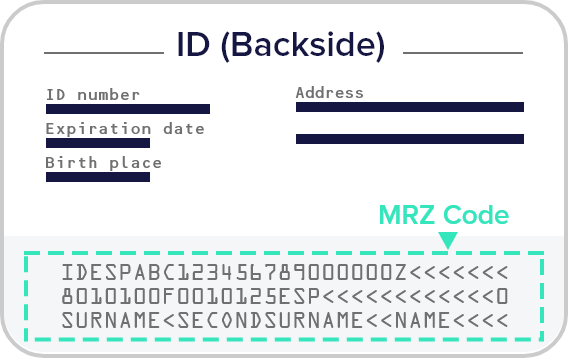 ID (Backside)
ID number
Expiration date
Birth place
Address
MRZ Code
IDESPABC123456789000000Z<<<<<<<
8010100F0010125ESP<<<<<<<<<<<<0
SURNAME<SECONDSURNAME<<NAME<<<<